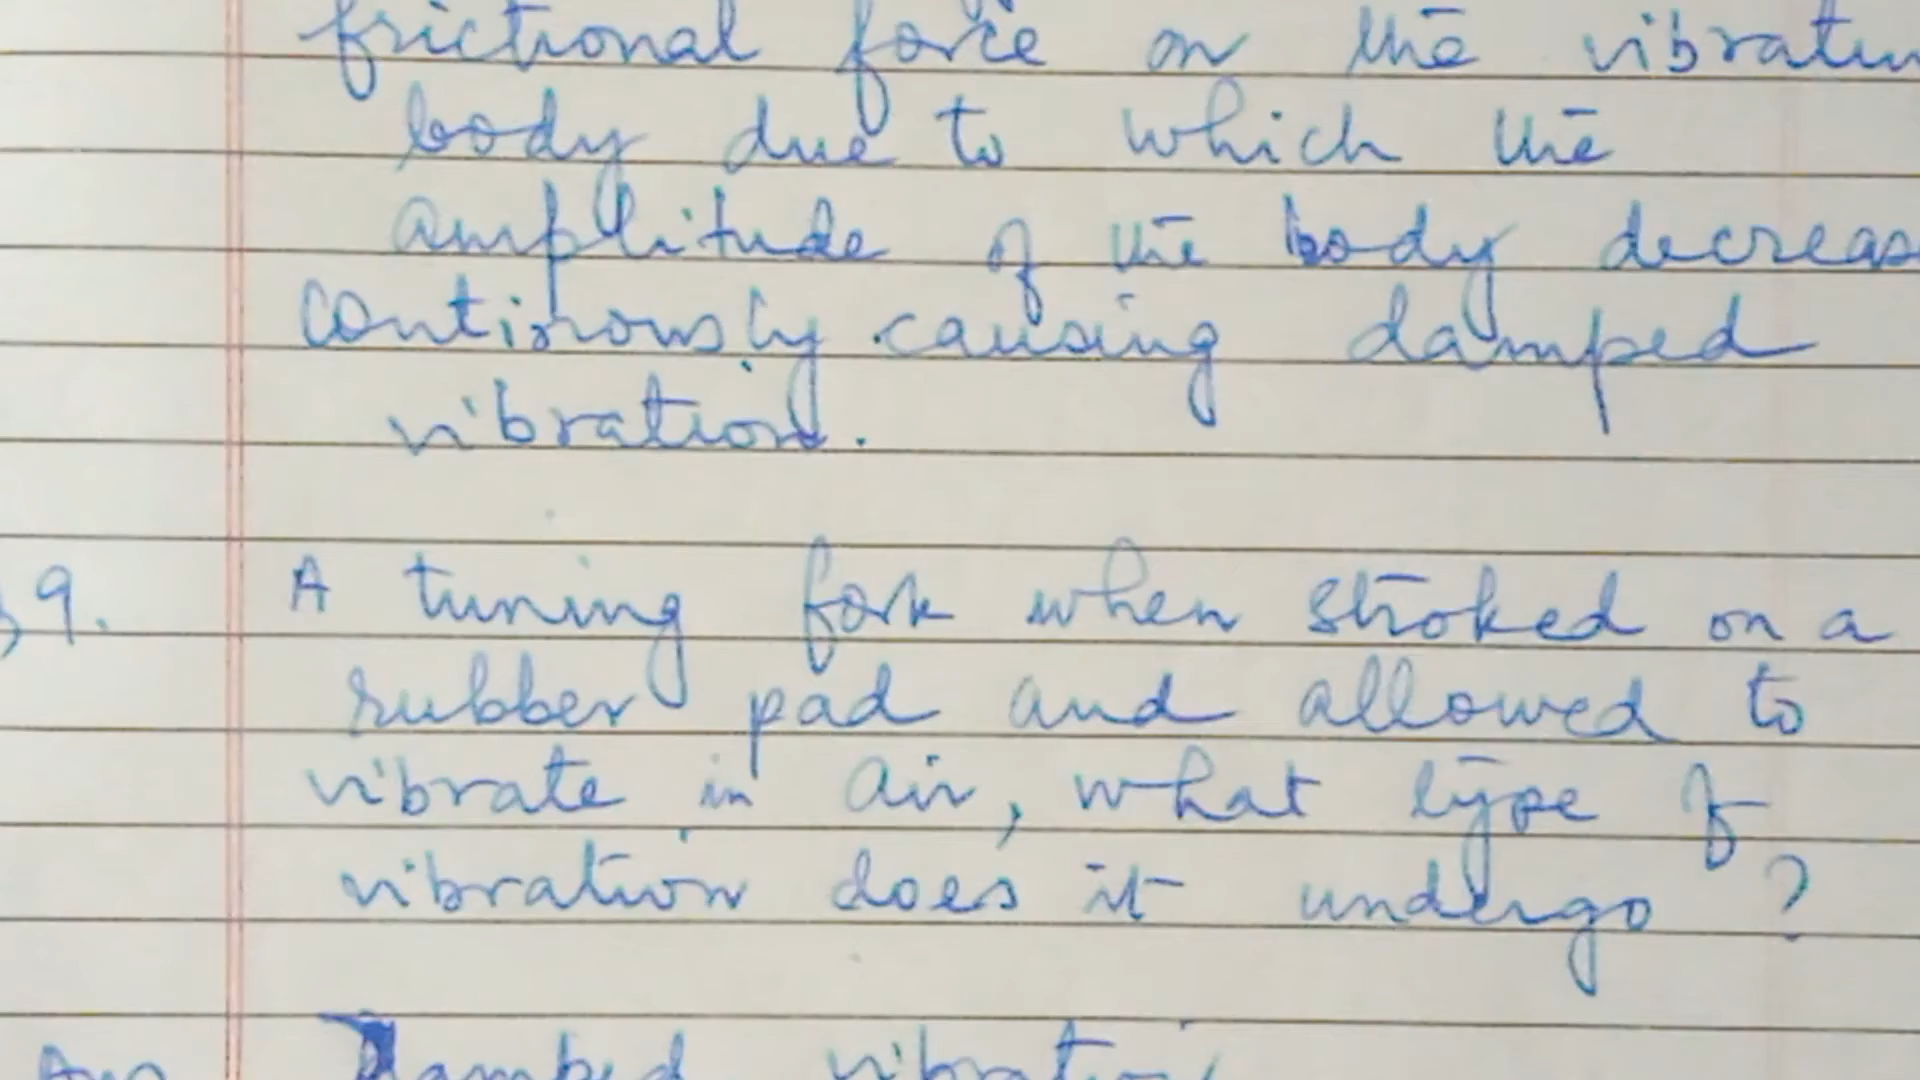 frictional force on the vibratin
body due to which the
amplitude of the body decreas
continously causing damped
vibration.
9. A tuning fork when stroked on a
rubber pad and allowed to
vibrate in air, what type of
vibration does it undergo ?
Ans Damped vibration